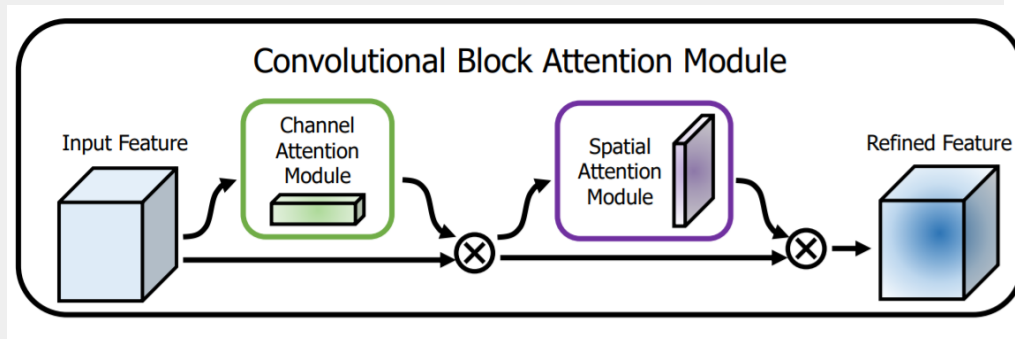 Convolutional Block Attention Module
Input Feature
Channel
Attention
Module
Spatial
Attention
Module
Refined Feature